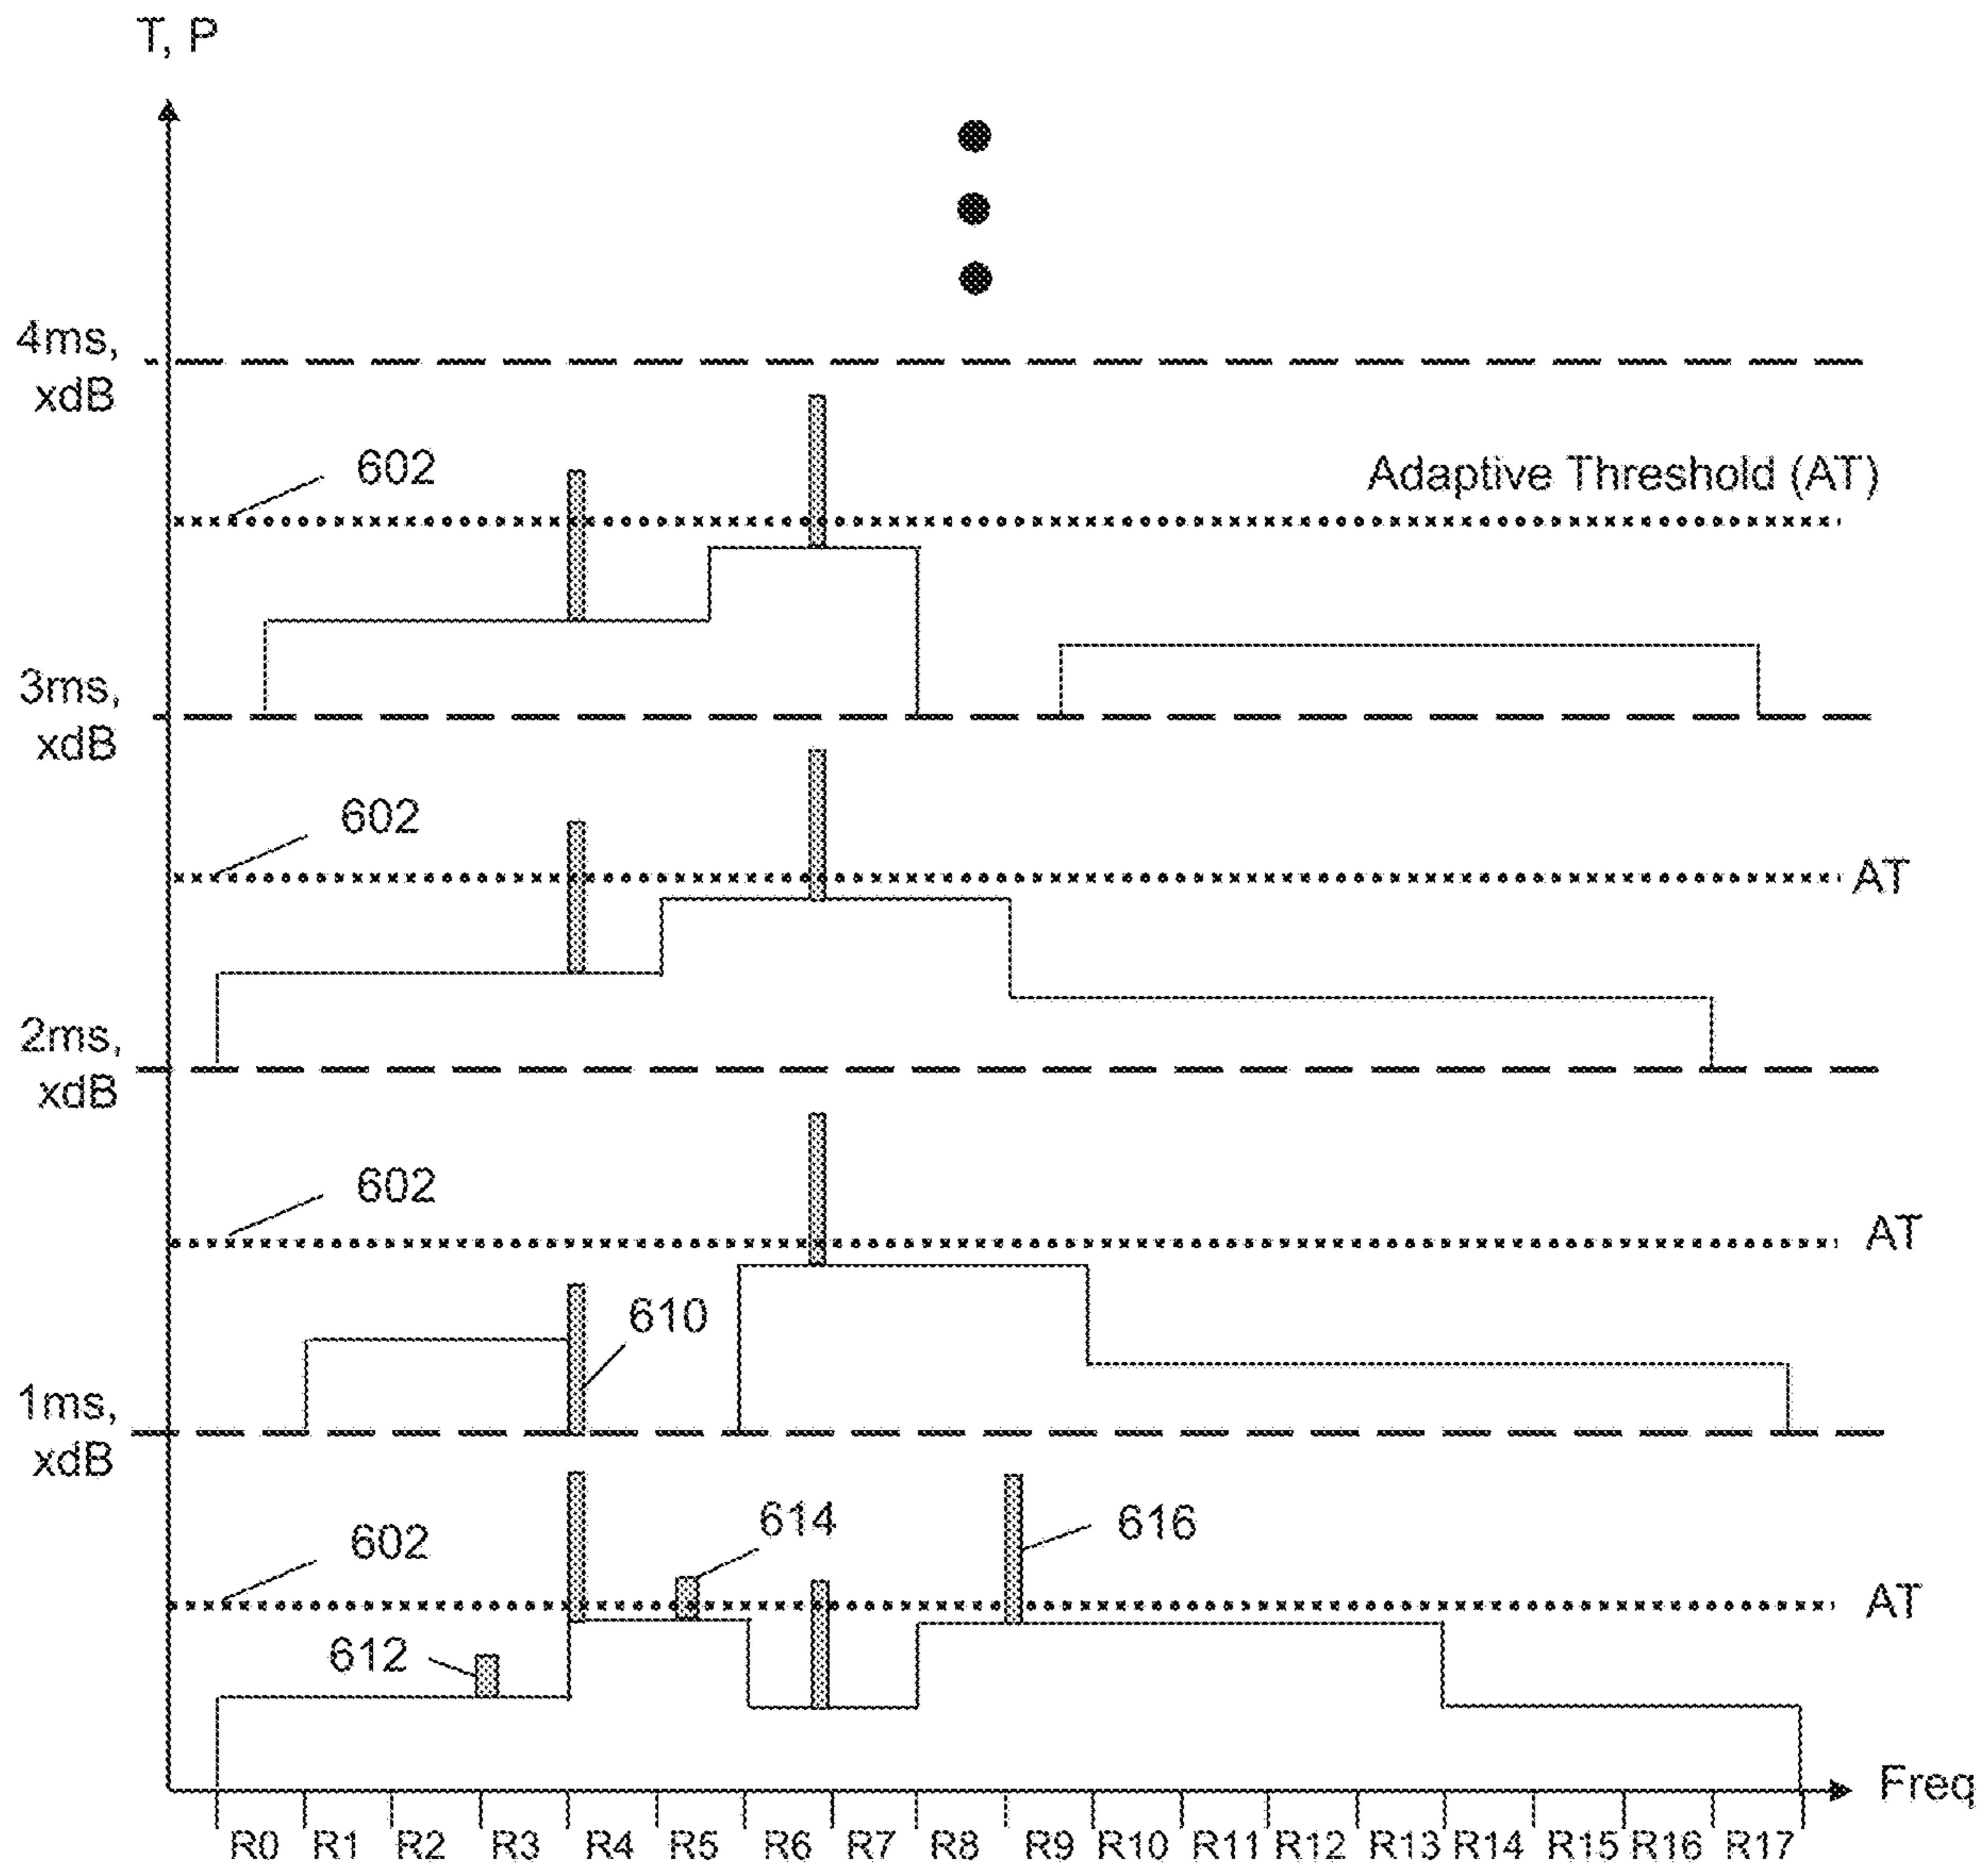 T, P
4ms,
xdB
602
Adaptive Threshold (AT)
3ms,
xdB
602
AT
2ms,
xdB
602
AT
610
1ms,
xdB
614
616
602
AT
612
Freq
R0 R1 R2 R3 R4 R5 R6 R7 R8 R9 R10 R11 R12 R13 R14 R15 R16 R17